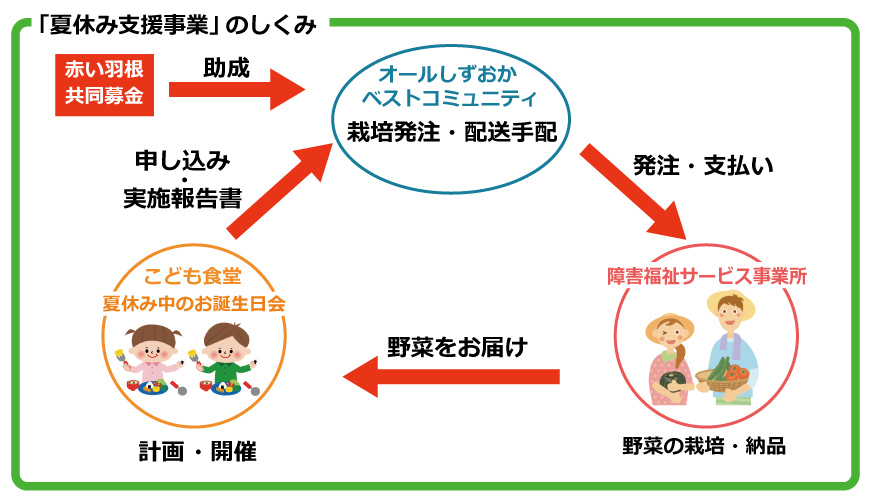 「夏休み支援事業」のしくみ
赤い羽根
共同募金
助成
オールしずおか
ベストコミュニティ
栽培発注・配送手配
申し込み
・
実施報告書
発注・支払い
こども食堂
夏休み中のお誕生日会
障害福祉サービス事業所
野菜をお届け
計画・開催
野菜の栽培・納品